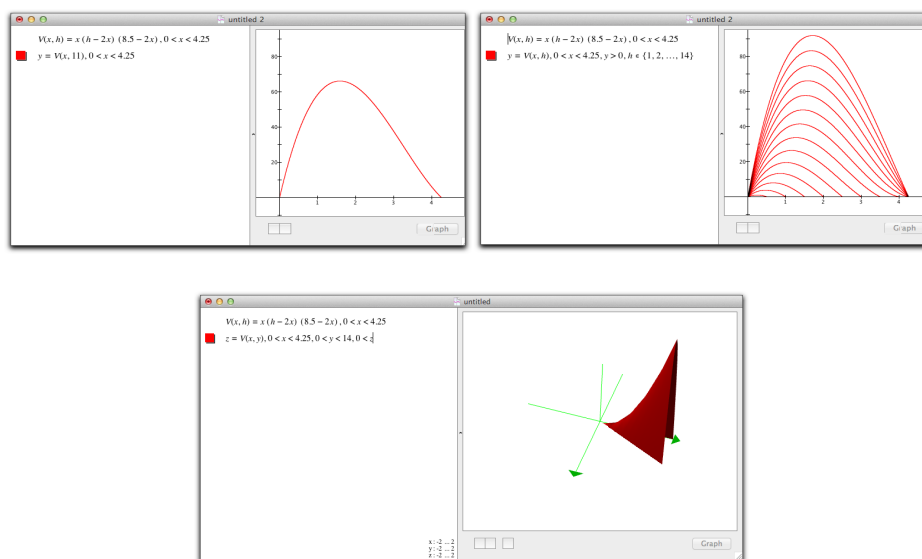 untitled 2
V(x, h) = x (h − 2x) (8.5 − 2x), 0 < x < 4.25
y = V(x, 11), 0 < x < 4.25
80
60
40
20
1 2 3 4
Graph
untitled 2
V(x, h) = x (h − 2x) (8.5 − 2x), 0 < x < 4.25
y = V(x, h), 0 < x < 4.25, y > 0, h ϵ {1, 2, …, 14}
80
60
40
20
1 2 3 4
Graph
untitled
V(x, h) = x (h − 2x) (8.5 − 2x), 0 < x < 4.25
z = V(x, y), 0 < x < 4.25, 0 < y < 14, 0 < z
x : -2 ... 2
y : -2 ... 2
z : -2 ... 2
Graph